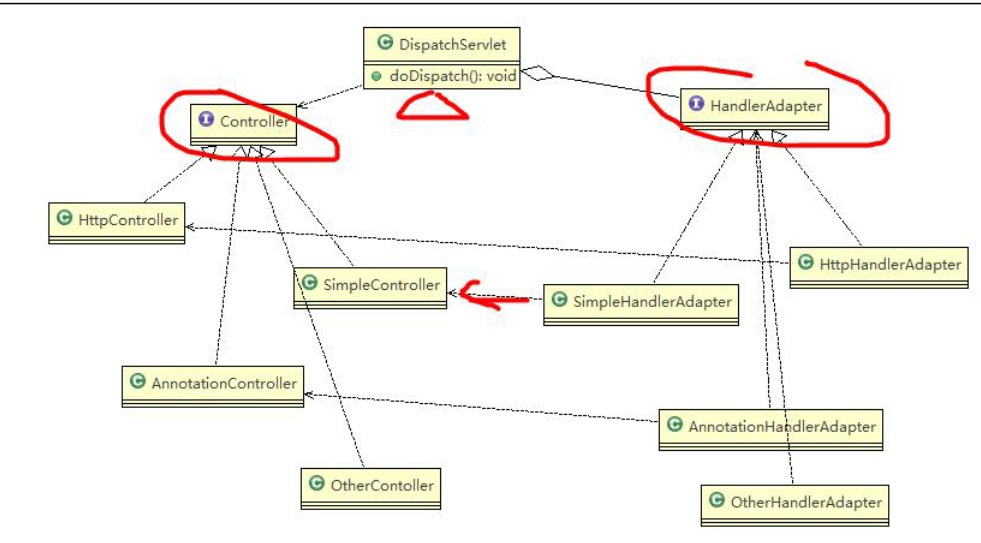 DispatchServlet
doDispatch(): void
Controller
HandlerAdapter
HttpController
HttpHandlerAdapter
SimpleController
SimpleHandlerAdapter
AnnotationController
AnnotationHandlerAdapter
OtherContoller
OtherHandlerAdapter